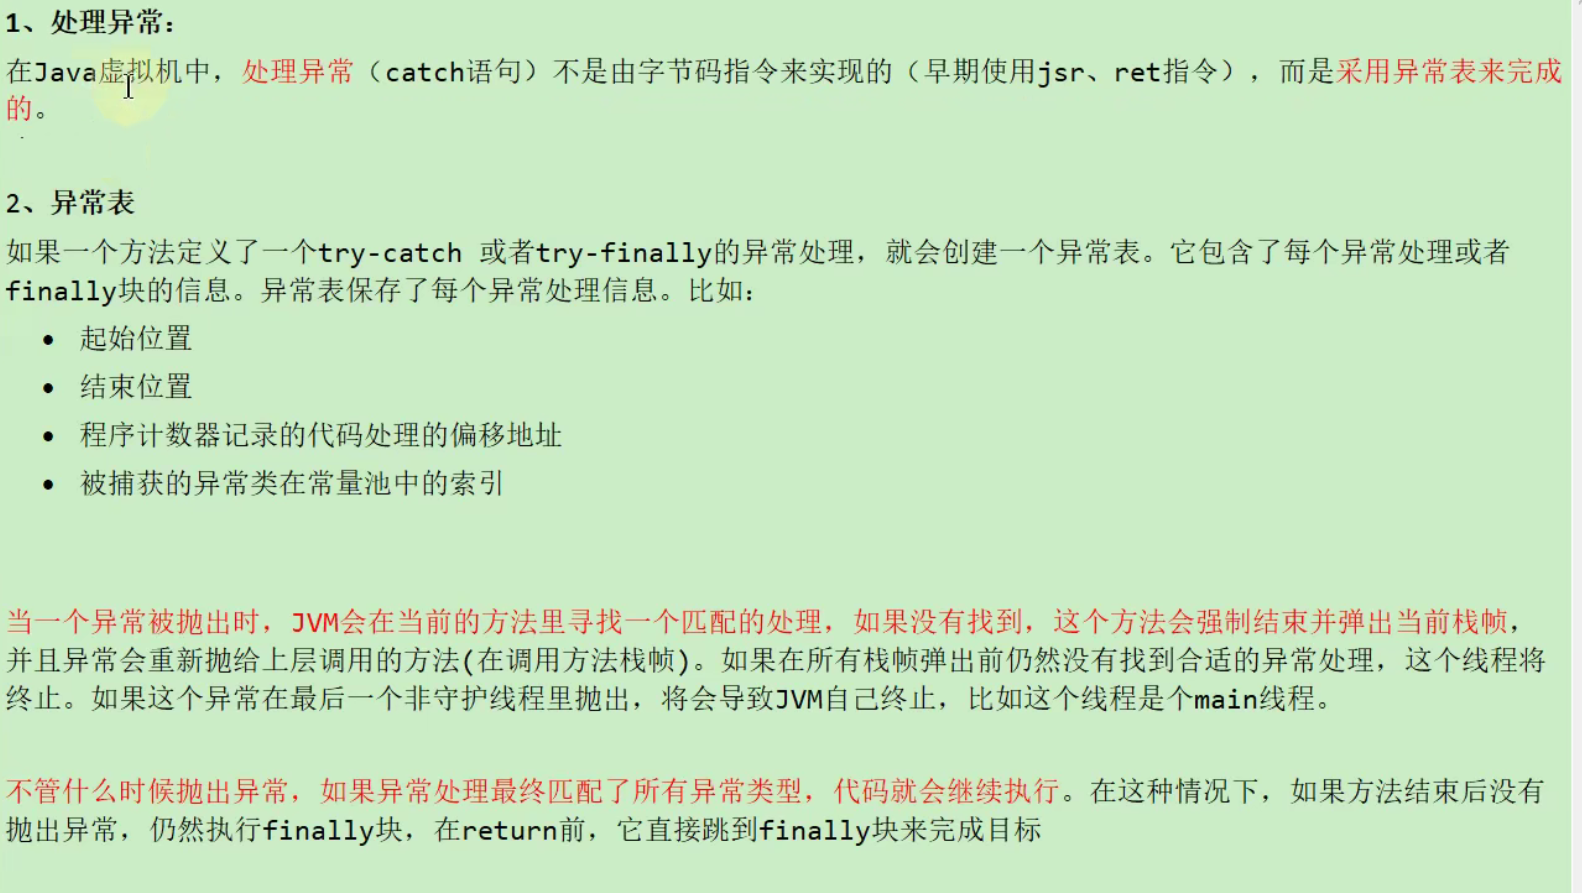 1、处理异常：
在Java虚拟机中，处理异常（catch语句）不是由字节码指令来实现的（早期使用jsr、ret指令），而是采用异常表来完成
的。
2、异常表
如果一个方法定义了一个try-catch 或者try-finally的异常处理，就会创建一个异常表。它包含了每个异常处理或者
finally块的信息。异常表保存了每个异常处理信息。比如：
• 起始位置
• 结束位置
• 程序计数器记录的代码处理的偏移地址
• 被捕获的异常类在常量池中的索引
当一个异常被抛出时，JVM会在当前的方法里寻找一个匹配的处理，如果没有找到，这个方法会强制结束并弹出当前栈帧，
并且异常会重新抛给上层调用的方法(在调用方法栈帧)。如果在所有栈帧弹出前仍然没有找到合适的异常处理，这个线程将
终止。如果这个异常在最后一个非守护线程里抛出，将会导致JVM自己终止，比如这个线程是个main线程。
不管什么时候抛出异常，如果异常处理最终匹配了所有异常类型，代码就会继续执行。在这种情况下，如果方法结束后没有
抛出异常，仍然执行finally块，在return前，它直接跳到finally块来完成目标